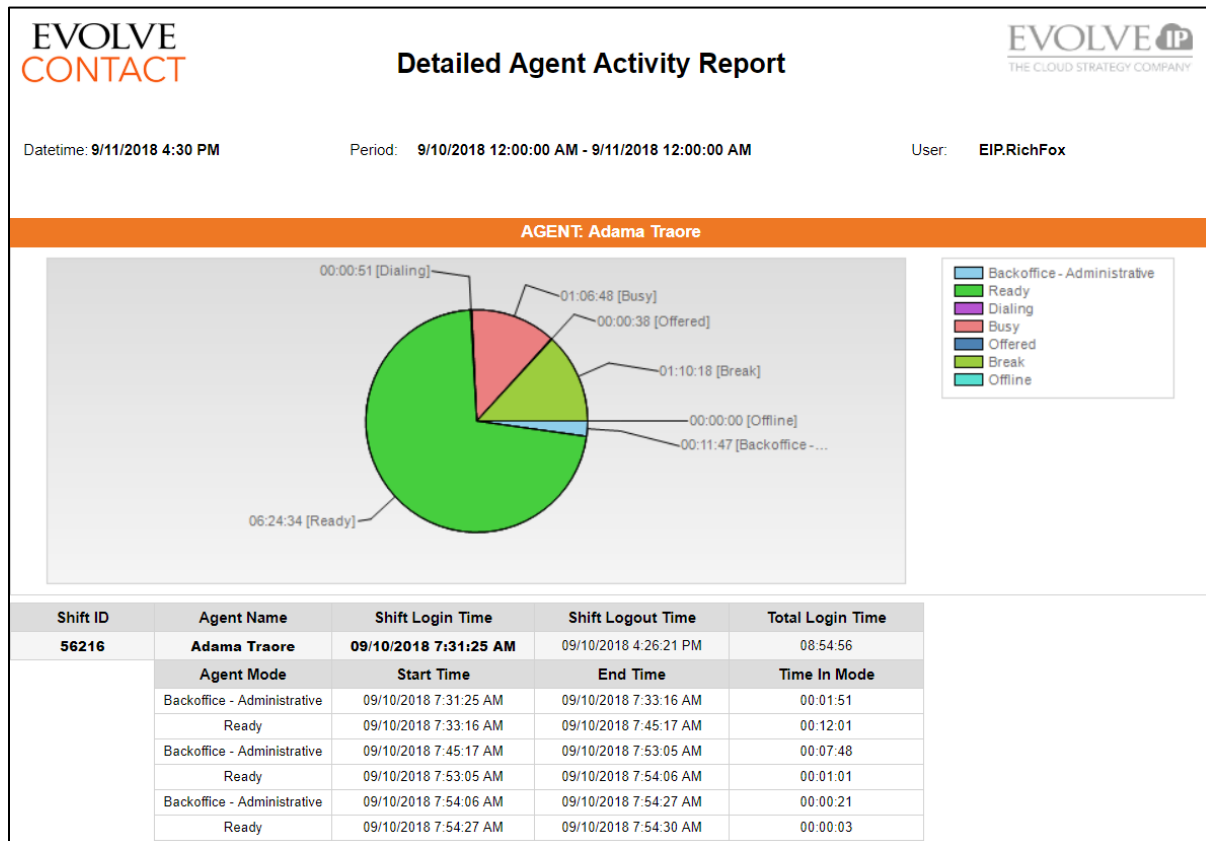 EVOLVE
CONTACT
Detailed Agent Activity Report
EVOLVE IP
THE CLOUD STRATEGY COMPANY
Datetime: 9/11/2018 4:30 PM Period: 9/10/2018 12:00:00 AM - 9/11/2018 12:00:00 AM User: EIP.RichFox
AGENT: Adama Traore
00:00:51 [Dialing]
01:06:48 [Busy]
00:00:38 [Offered]
01:10:18 [Break]
00:00:00 [Offline]
00:11:47 [Backoffice -...
06:24:34 [Ready]
Backoffice - Administrative
Ready
Dialing
Busy
Offered
Break
Offline
Shift ID Agent Name Shift Login Time Shift Logout Time Total Login Time
56216 Adama Traore 09/10/2018 7:31:25 AM 09/10/2018 4:26:21 PM 08:54:56
Agent Mode Start Time End Time Time In Mode
Backoffice - Administrative 09/10/2018 7:31:25 AM 09/10/2018 7:33:16 AM 00:01:51
Ready 09/10/2018 7:33:16 AM 09/10/2018 7:45:17 AM 00:12:01
Backoffice - Administrative 09/10/2018 7:45:17 AM 09/10/2018 7:53:05 AM 00:07:48
Ready 09/10/2018 7:53:05 AM 09/10/2018 7:54:06 AM 00:01:01
Backoffice - Administrative 09/10/2018 7:54:06 AM 09/10/2018 7:54:27 AM 00:00:21
Ready 09/10/2018 7:54:27 AM 09/10/2018 7:54:30 AM 00:00:03